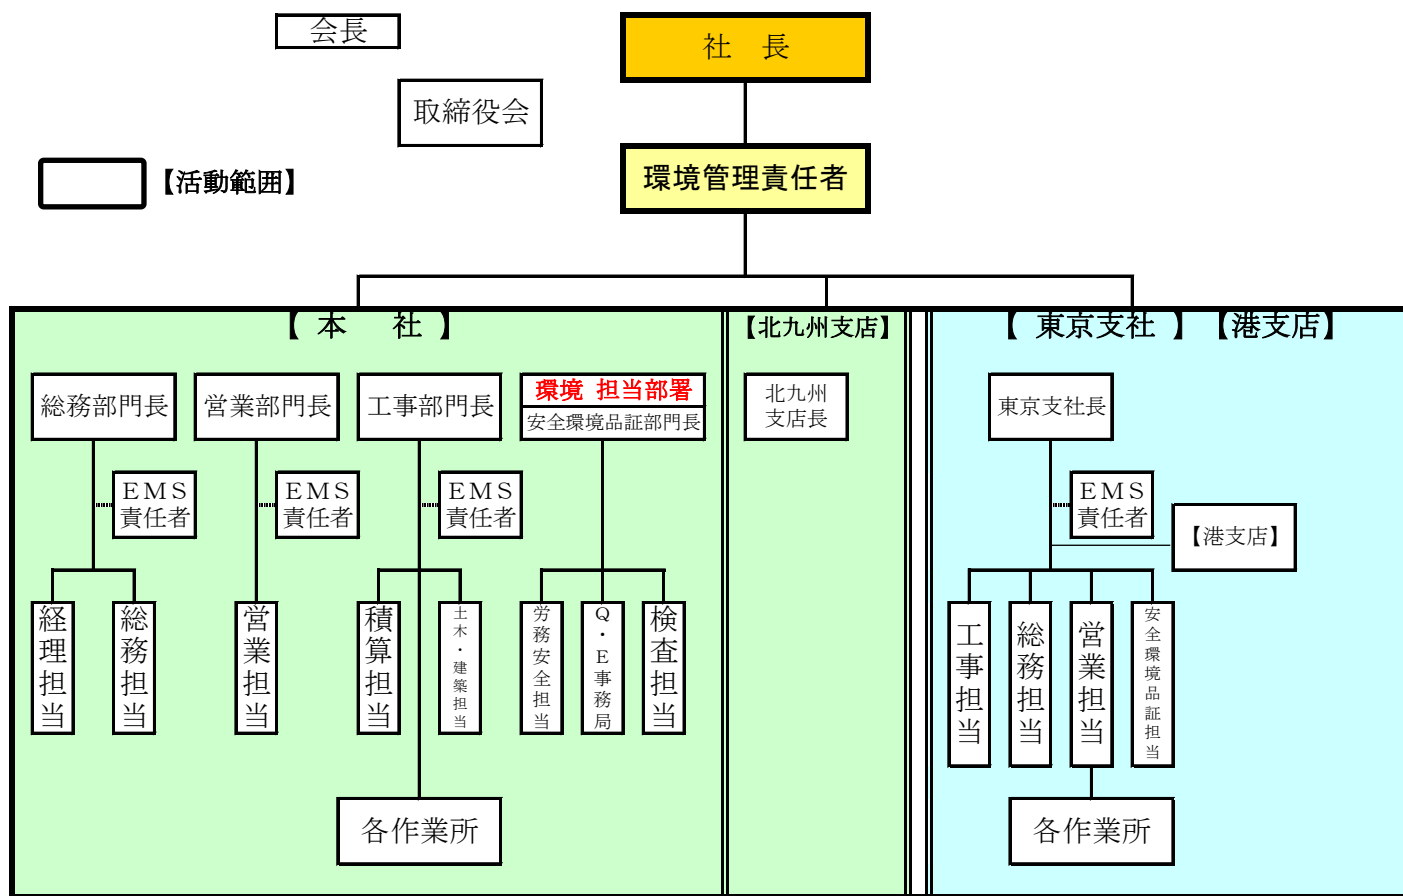 会長
社　長
取締役会
環境管理責任者
【活動範囲】
【 本　社 】
【北九州支店】
【 東京支社 】【港支店】
総務部門長
営業部門長
工事部門長
環境 担当部署
安全環境品証部門長
北九州
支店長
東京支社長
ＥＭＳ
責任者
ＥＭＳ
責任者
ＥＭＳ
責任者
ＥＭＳ
責任者
【港支店】
経理担当
総務担当
営業担当
積算担当
土木・建築担当
労務安全担当
Ｑ・Ｅ事務局
検査担当
工事担当
総務担当
営業担当
安全環境品証担当
各作業所
各作業所